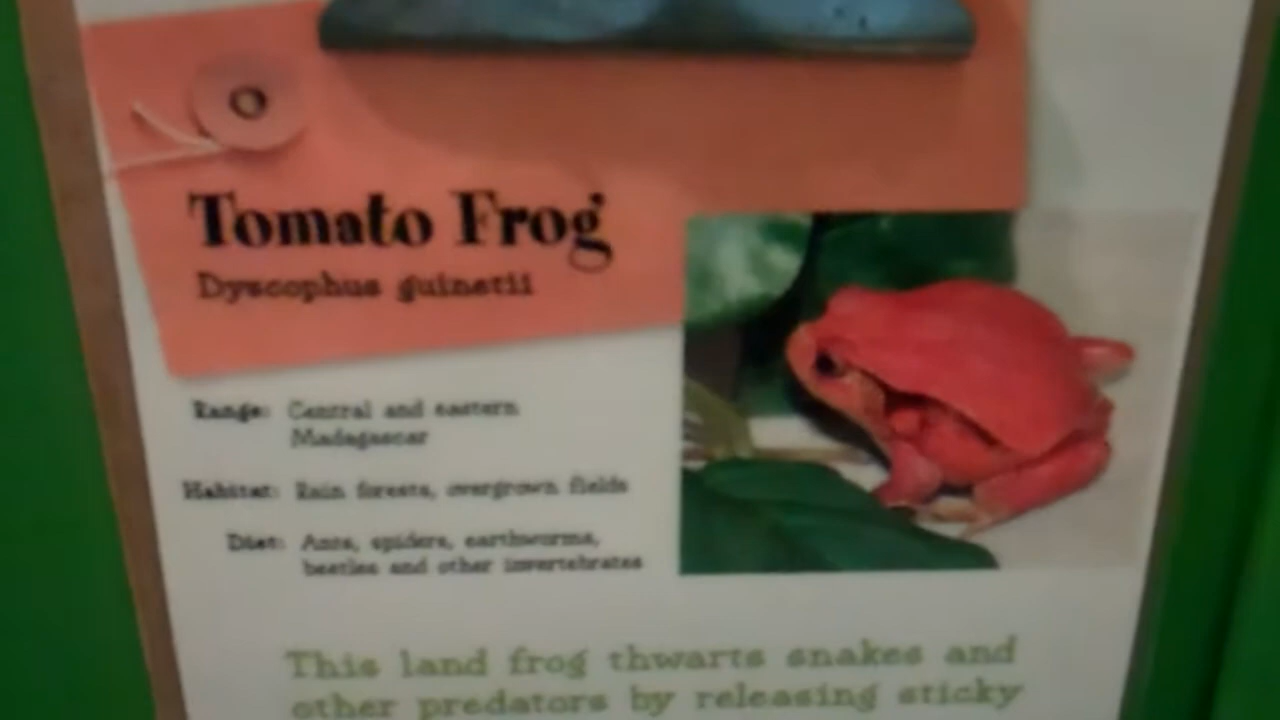 Tomato Frog
Dyscophus guinetii
Range: Central and eastern
Madagascar
Habitat: Rain forests, overgrown fields
Diet: Ants, spiders, earthworms,
beetles and other invertebrates
This land frog thwarts snakes and
other predators by releasing sticky